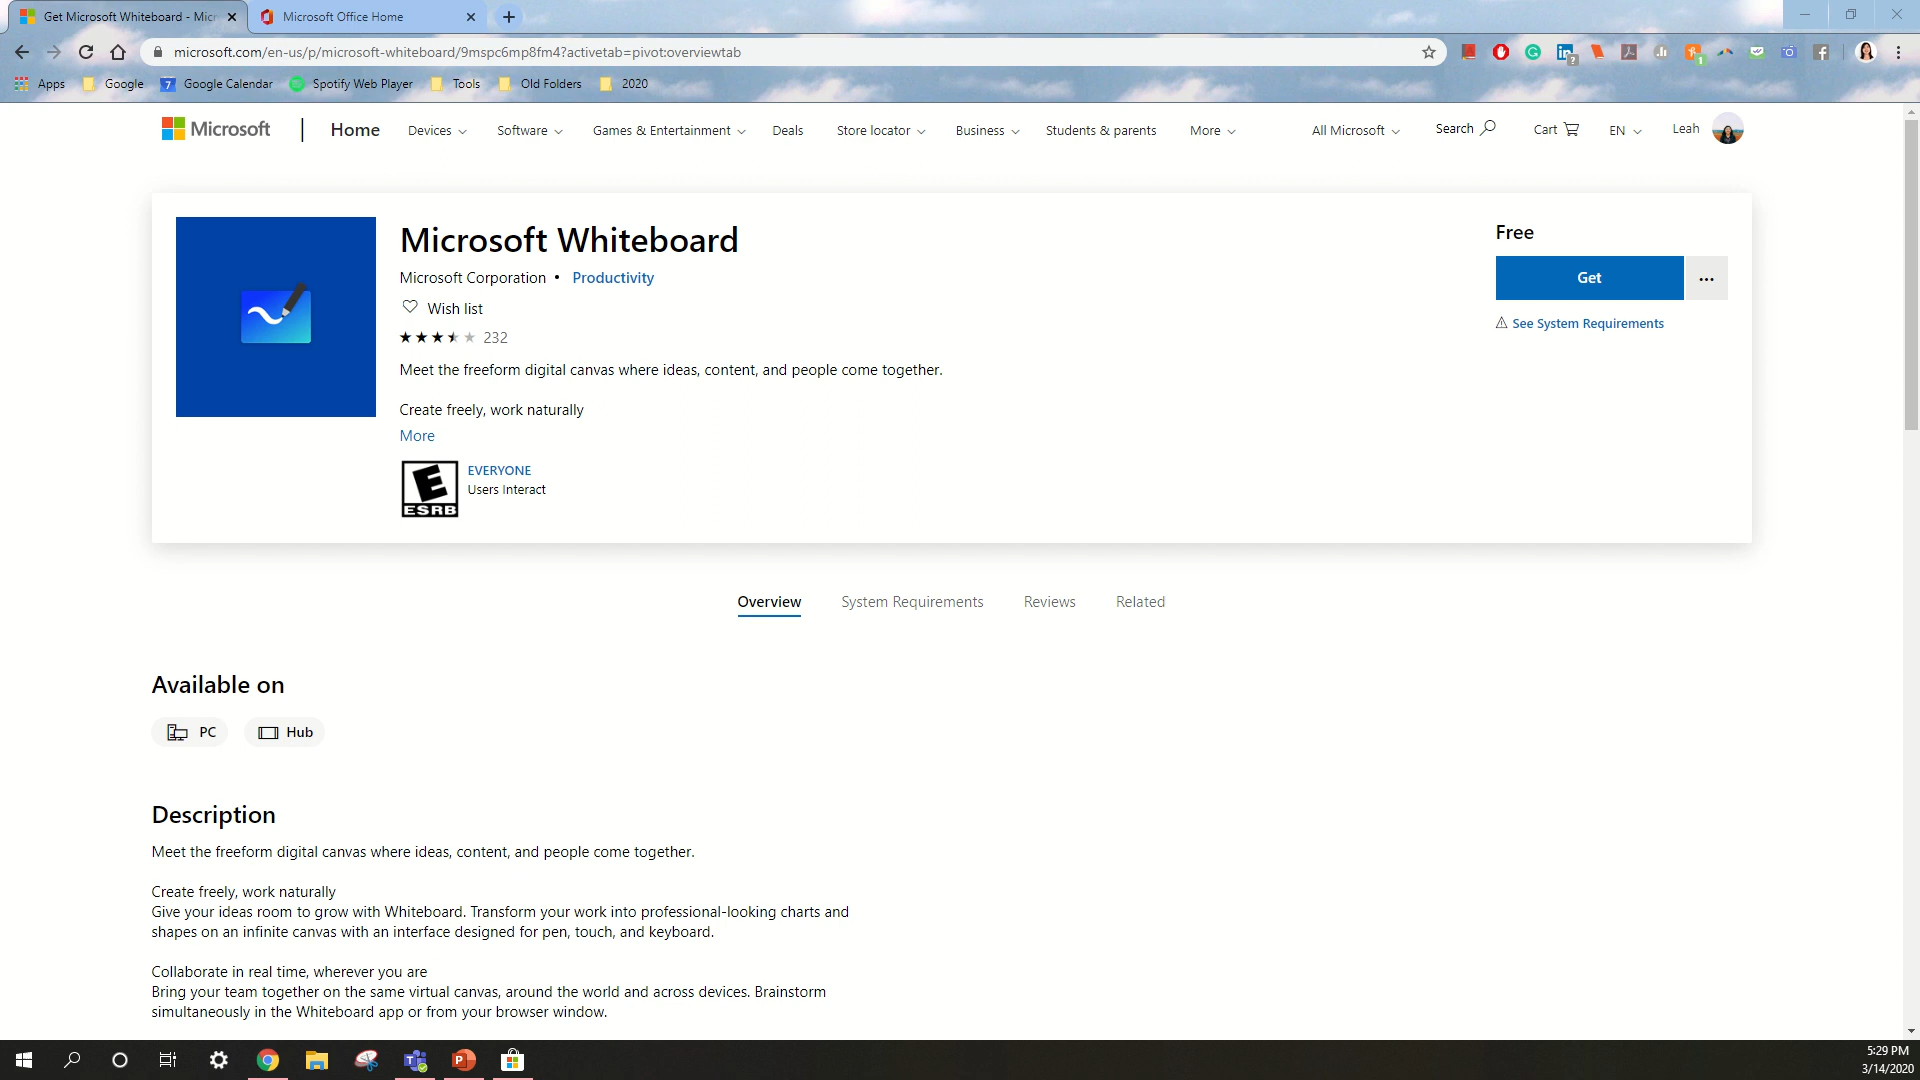 Get Microsoft Whiteboard - Micr
Microsoft Office Home
microsoft.com/en-us/p/microsoft-whiteboard/9mspc6mp8fm4?activetab=pivot:overviewtab
Apps Google 7 Google Calendar Spotify Web Player Tools Old Folders 2020
Microsoft Home Devices Software Games & Entertainment Deals Store locator Business Students & parents More All Microsoft Search Cart EN Leah
Microsoft Whiteboard
Microsoft Corporation • Productivity
Wish list
232
Meet the freeform digital canvas where ideas, content, and people come together.
Create freely, work naturally
More
E
ESRB
EVERYONE
Users Interact
Free
Get
See System Requirements
Overview System Requirements Reviews Related
Available on
PC Hub
Description
Meet the freeform digital canvas where ideas, content, and people come together.
Create freely, work naturally
Give your ideas room to grow with Whiteboard. Transform your work into professional-looking charts and
shapes on an infinite canvas with an interface designed for pen, touch, and keyboard.
Collaborate in real time, wherever you are
Bring your team together on the same virtual canvas, around the world and across devices. Brainstorm
simultaneously in the Whiteboard app or from your browser window.
5:29 PM
3/14/2020